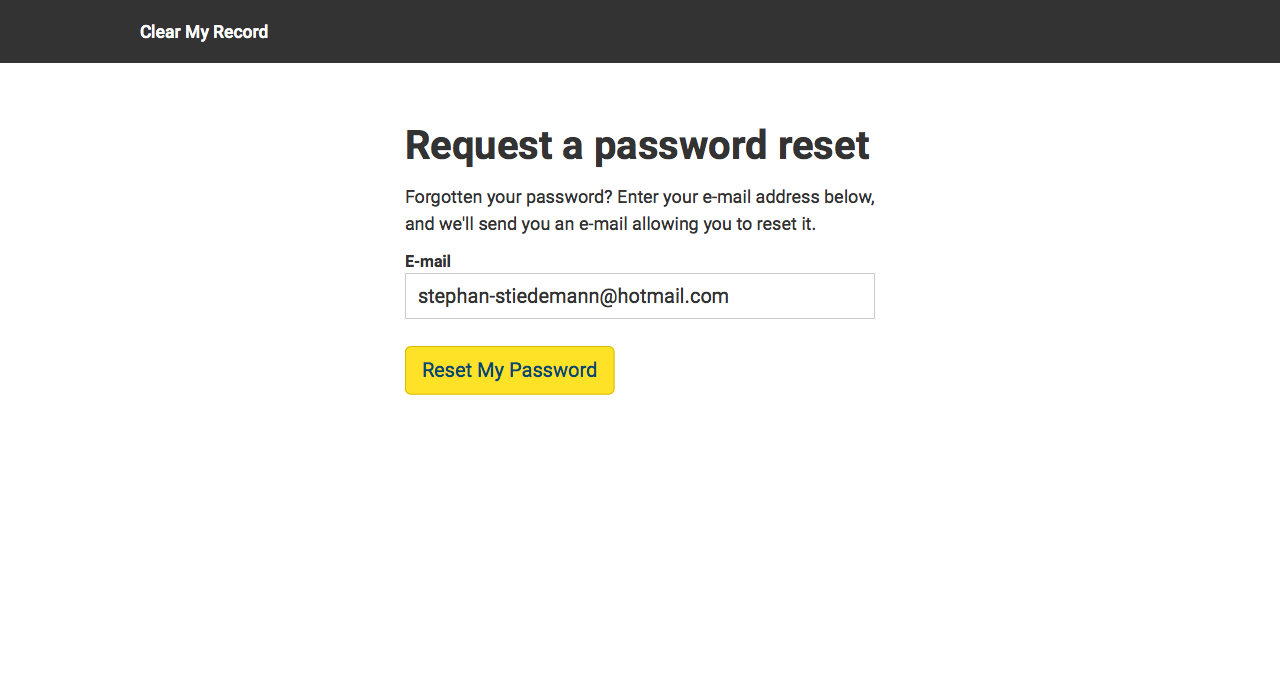 Clear My Record
Request a password reset
Forgotten your password? Enter your e-mail address below,
and we'll send you an e-mail allowing you to reset it.
E-mail
stephan-stiedemann@hotmail.com
Reset My Password